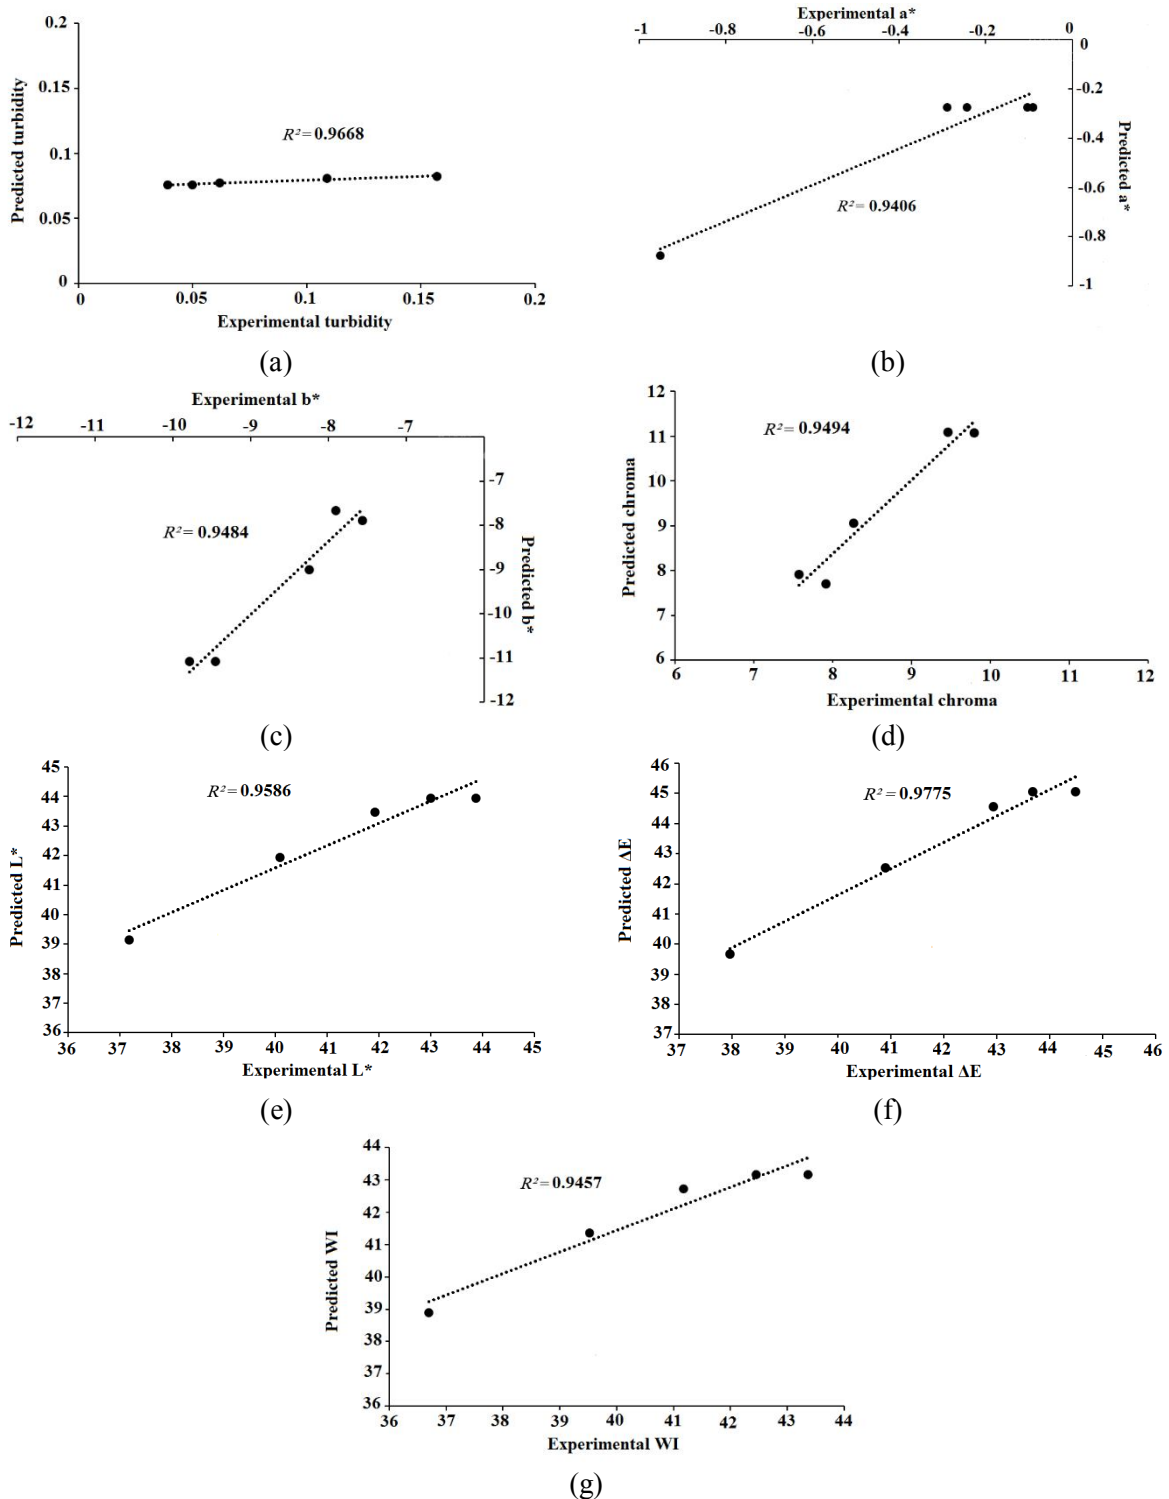 0.2
0.15
0.1
0.05
0
Predicted turbidity
R² = 0.9668
0 0.05 0.1 0.15 0.2
Experimental turbidity
(a)
Experimental a*
-1 -0.8 -0.6 -0.4 -0.2 0
0
-0.2
-0.4
-0.6
-0.8
-1
Predicted a*
R² = 0.9406
(b)
Experimental b*
-12 -11 -10 -9 -8 -7
-7
-8
-9
-10
-11
-12
Predicted b*
R² = 0.9484
(c)
12
11
10
9
8
7
6
Predicted chroma
R² = 0.9494
6 7 8 9 10 11 12
Experimental chroma
(d)
45
44
43
42
41
40
39
38
37
36
Predicted L*
R² = 0.9586
36 37 38 39 40 41 42 43 44 45
Experimental L*
(e)
46
45
44
43
42
41
40
39
38
37
Predicted ΔE
R² = 0.9775
37 38 39 40 41 42 43 44 45 46
Experimental ΔE
(f)
44
43
42
41
40
39
38
37
36
Predicted WI
R² = 0.9457
36 37 38 39 40 41 42 43 44
Experimental WI
(g)